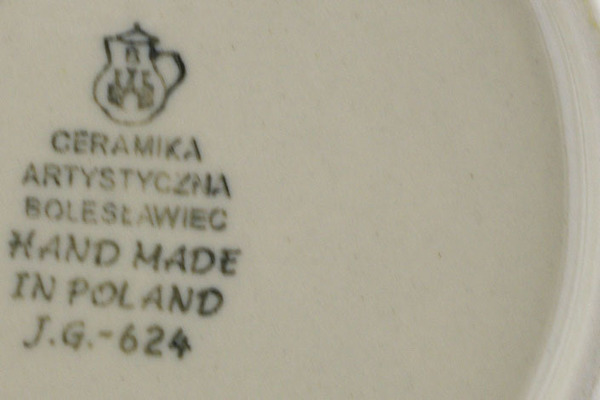 CERAMIKA
ARTYSTYCZNA
BOLESŁAWIEC
HAND MADE
IN POLAND
J.G.-624